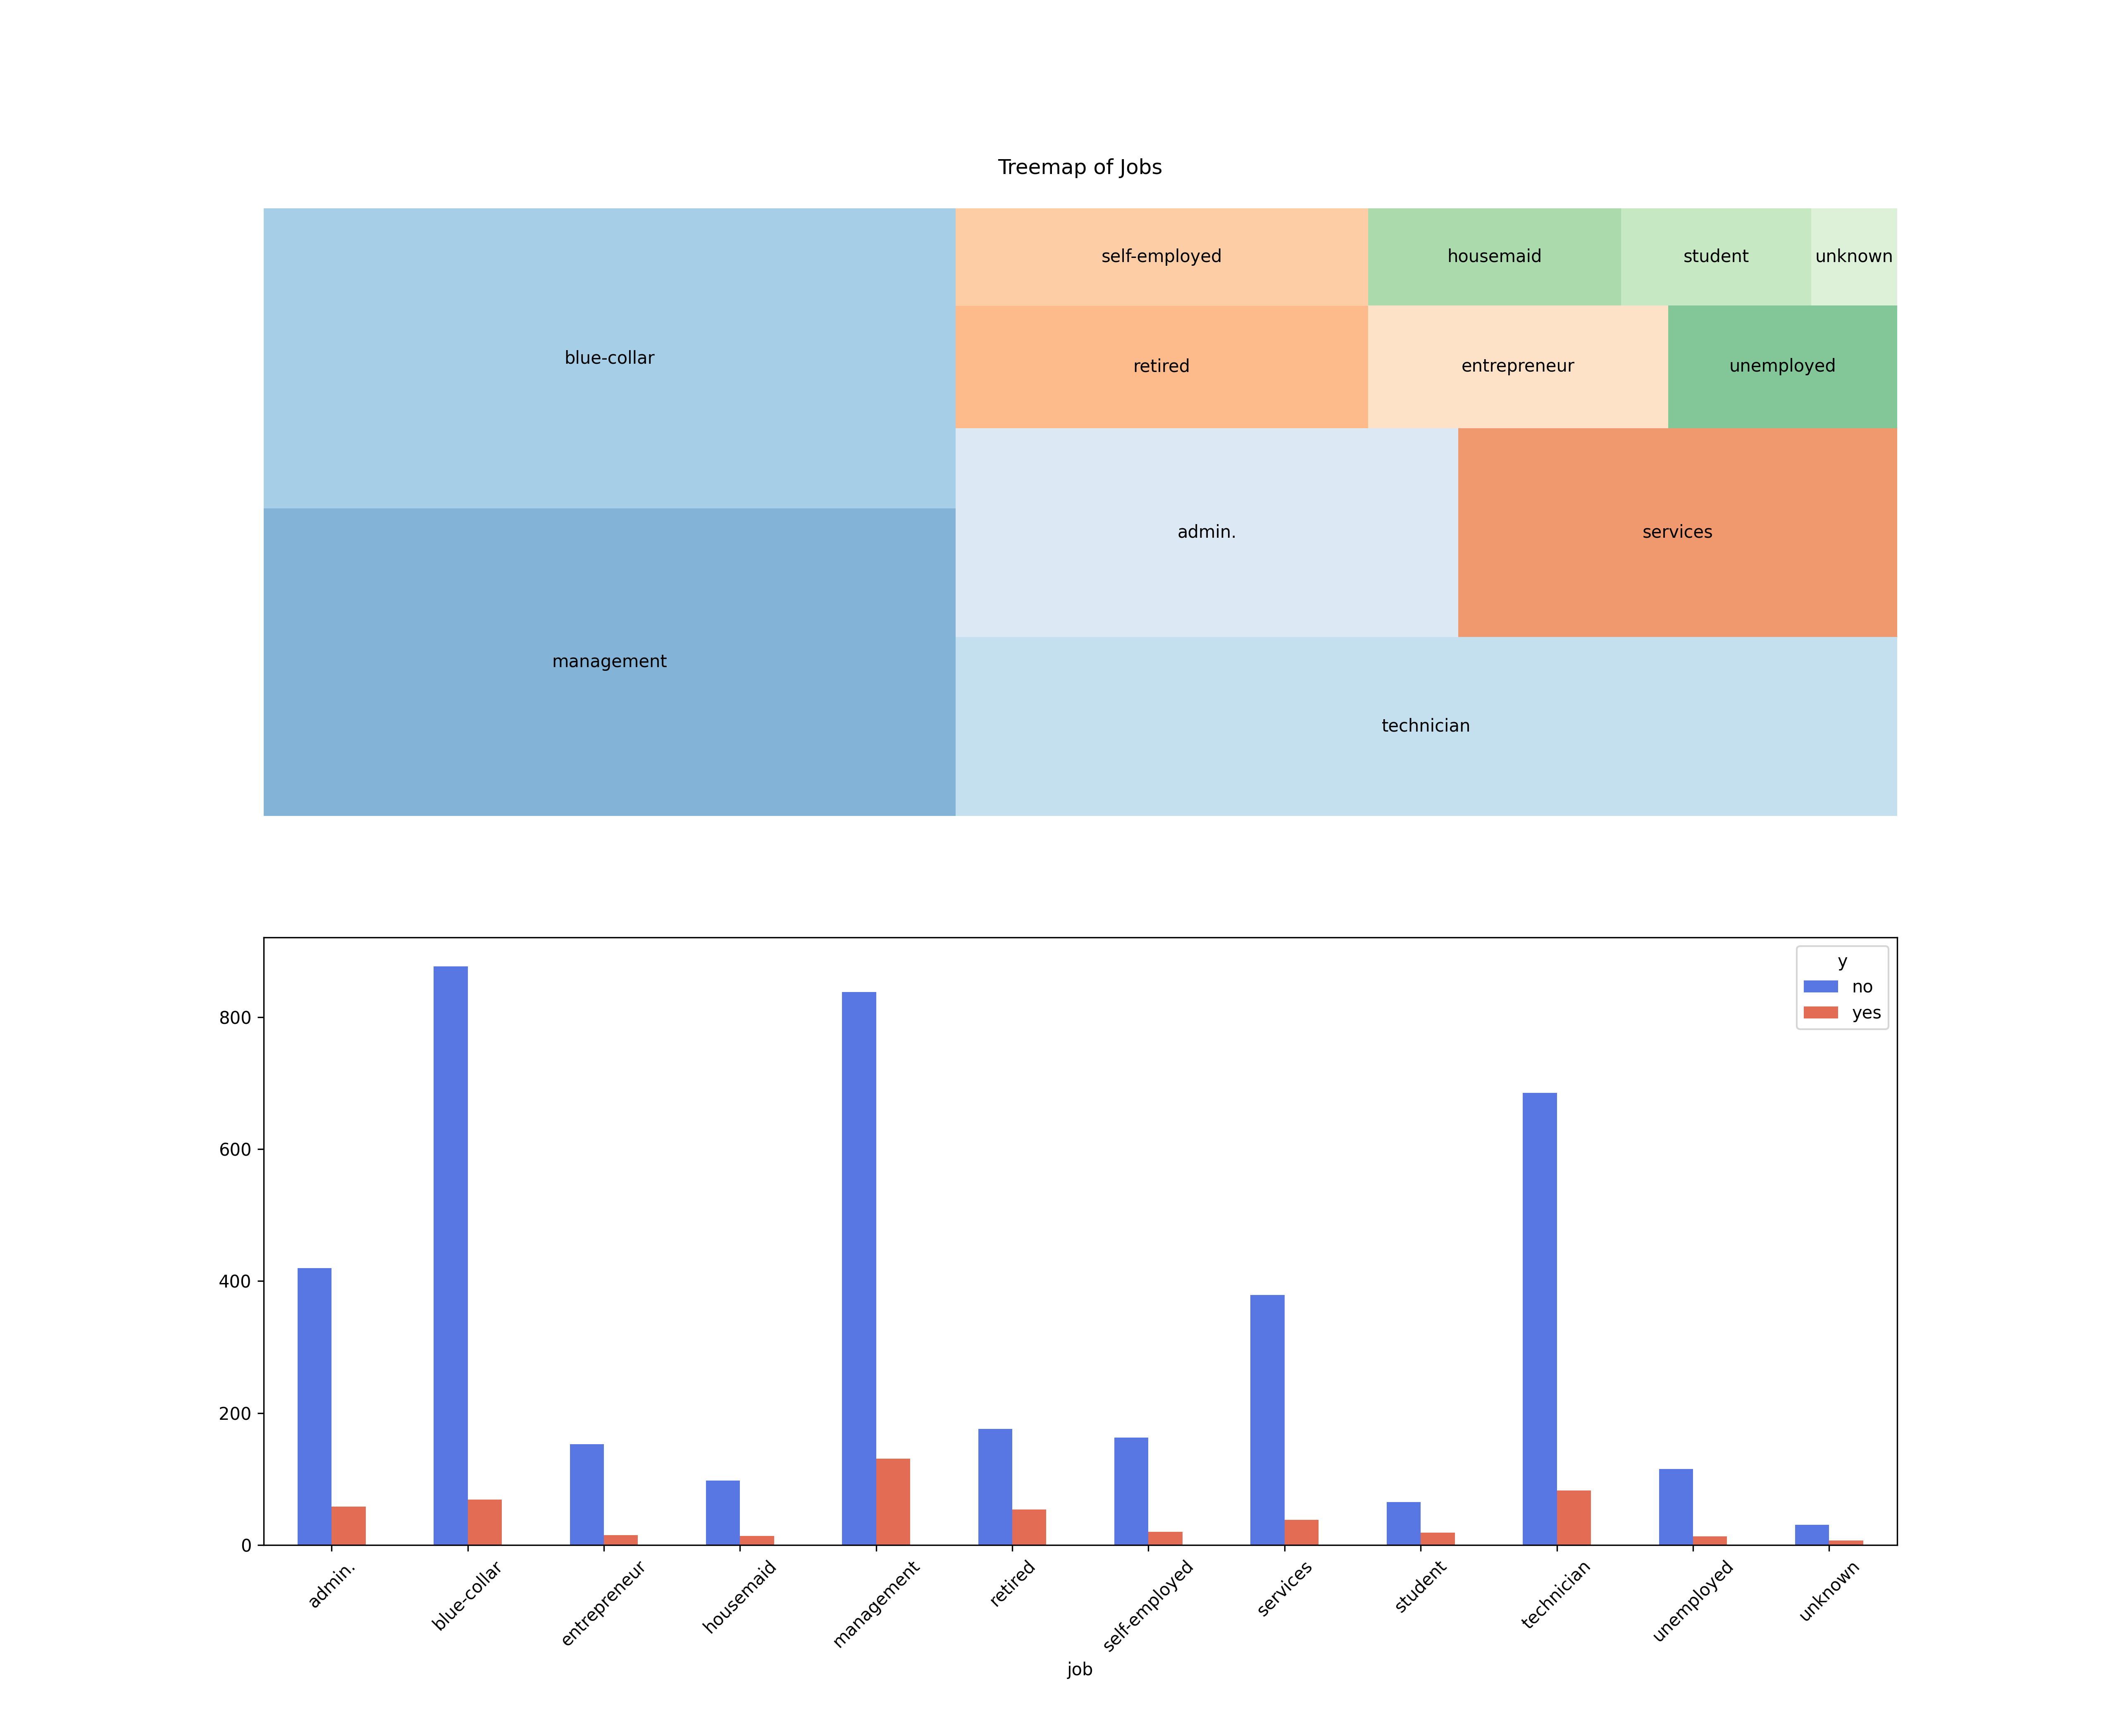 Treemap of Jobs
self-employed housemaid student unknown
blue-collar retired entrepreneur unemployed
admin. services
management
technician
y
no
yes
800
600
400
200
0
admin. blue-collar entrepreneur housemaid management retired self-employed services student technician unemployed unknown
job